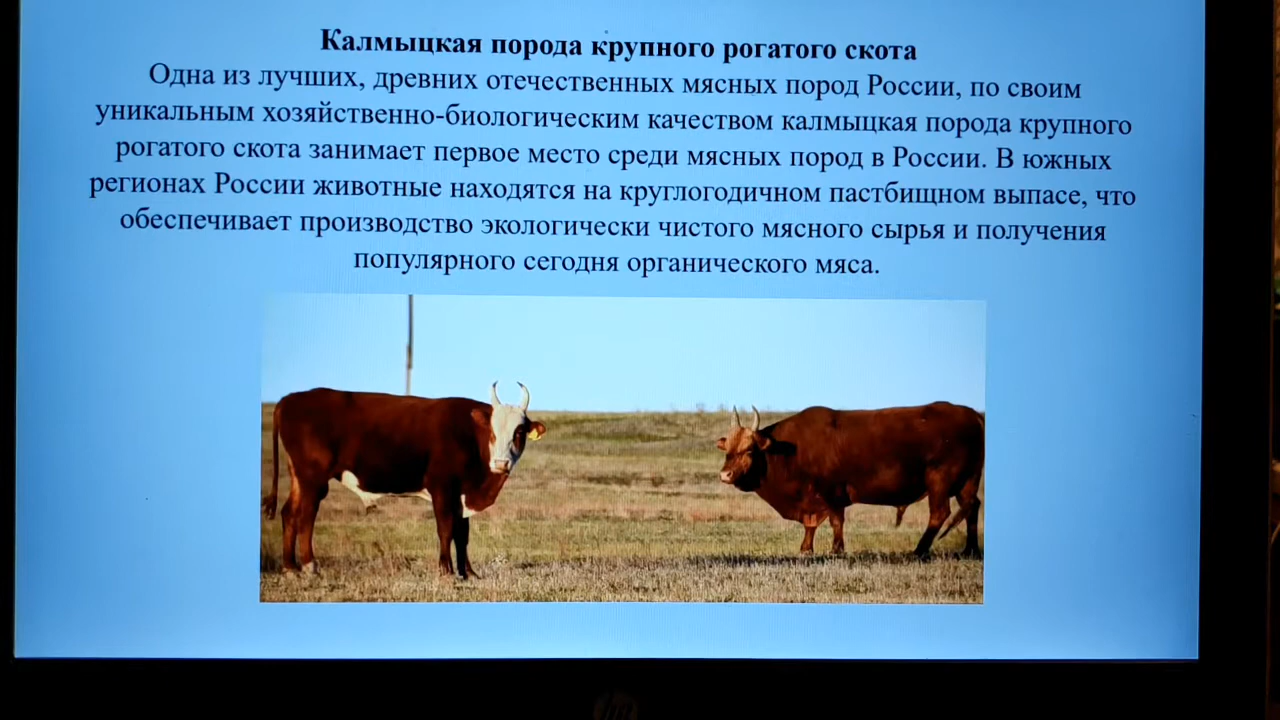 Калмыцкая порода крупного рогатого скота
Одна из лучших, древних отечественных мясных пород России, по своим
уникальным хозяйственно-биологическим качеством калмыцкая порода крупного
рогатого скота занимает первое место среди мясных пород в России. В южных
регионах России животные находятся на круглогодичном пастбищном выпасе, что
обеспечивает производство экологически чистого мясного сырья и получения
популярного сегодня органического мяса.
hp